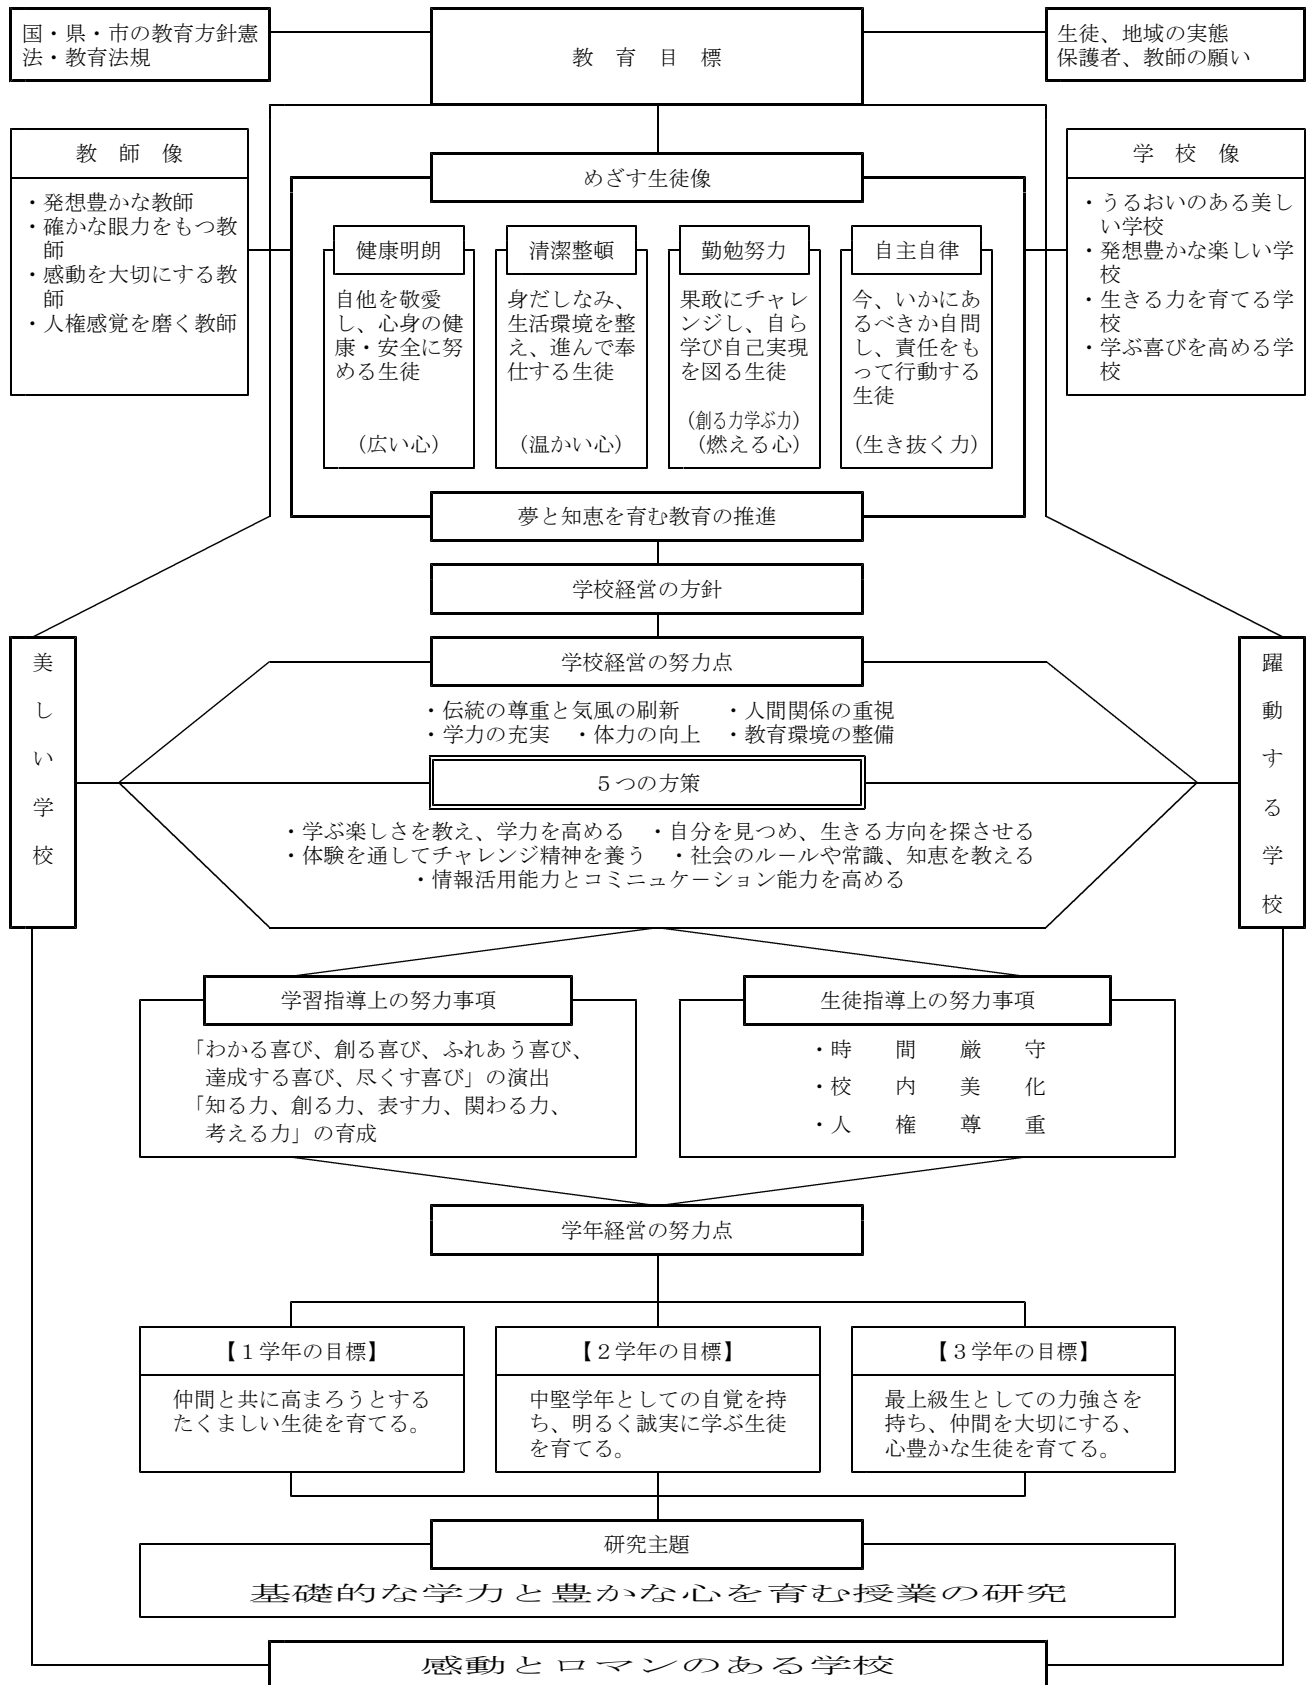 国・県・市の教育方針憲
法・教育法規
教　育　目　標
生徒、地域の実態
保護者、教師の願い
教　師　像
・発想豊かな教師
・確かな眼力をもつ教
師
・感動を大切にする教
師
・人権感覚を磨く教師
めざす生徒像
健康明朗
自他を敬愛
し、心身の健
康・安全に努
める生徒
（広い心）
清潔整頓
身だしなみ、
生活環境を整
え、進んで奉
仕する生徒
（温かい心）
勤勉努力
果敢にチャレ
ンジし、自ら
学び自己実現
を図る生徒
（創る力学ぶ力）
（燃える心）
自主自律
今、いかにあ
るべきか自問
し、責任をも
って行動する
生徒
（生き抜く力）
学　校　像
・うるおいのある美し
い学校
・発想豊かな楽しい学
校
・生きる力を育てる学
校
・学ぶ喜びを高める学
校
夢と知恵を育む教育の推進
学校経営の方針
美しい学校
学校経営の努力点
・伝統の尊重と気風の刷新　・人間関係の重視
・学力の充実　・体力の向上　・教育環境の整備
５つの方策
・学ぶ楽しさを教え、学力を高める　・自分を見つめ、生きる方向を探させる
・体験を通してチャレンジ精神を養う　・社会のル－ルや常識、知恵を教える
・情報活用能力とコミニュケ－ション能力を高める
躍動する学校
学習指導上の努力事項
「わかる喜び、創る喜び、ふれあう喜び、
達成する喜び、尽くす喜び」の演出
「知る力、創る力、表す力、関わる力、
考える力」の育成
生徒指導上の努力事項
・時　間　厳　守
・校　内　美　化
・人　権　尊　重
学年経営の努力点
【１学年の目標】
仲間と共に高まろうとする
たくましい生徒を育てる。
【２学年の目標】
中堅学年としての自覚を持
ち、明るく誠実に学ぶ生徒
を育てる。
【３学年の目標】
最上級生としての力強さを
持ち、仲間を大切にする、
心豊かな生徒を育てる。
研究主題
基礎的な学力と豊かな心を育む授業の研究
感動とロマンのある学校